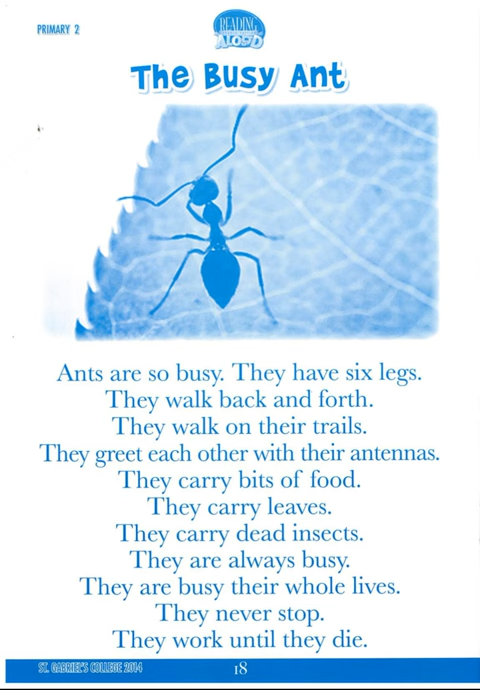 PRIMARY 2
READING
ALOUD
The Busy Ant
Ants are so busy. They have six legs.
They walk back and forth.
They walk on their trails.
They greet each other with their antennas.
They carry bits of food.
They carry leaves.
They carry dead insects.
They are always busy.
They are busy their whole lives.
They never stop.
They work until they die.
ST. GABRIEL'S COLLEGE 2014
18